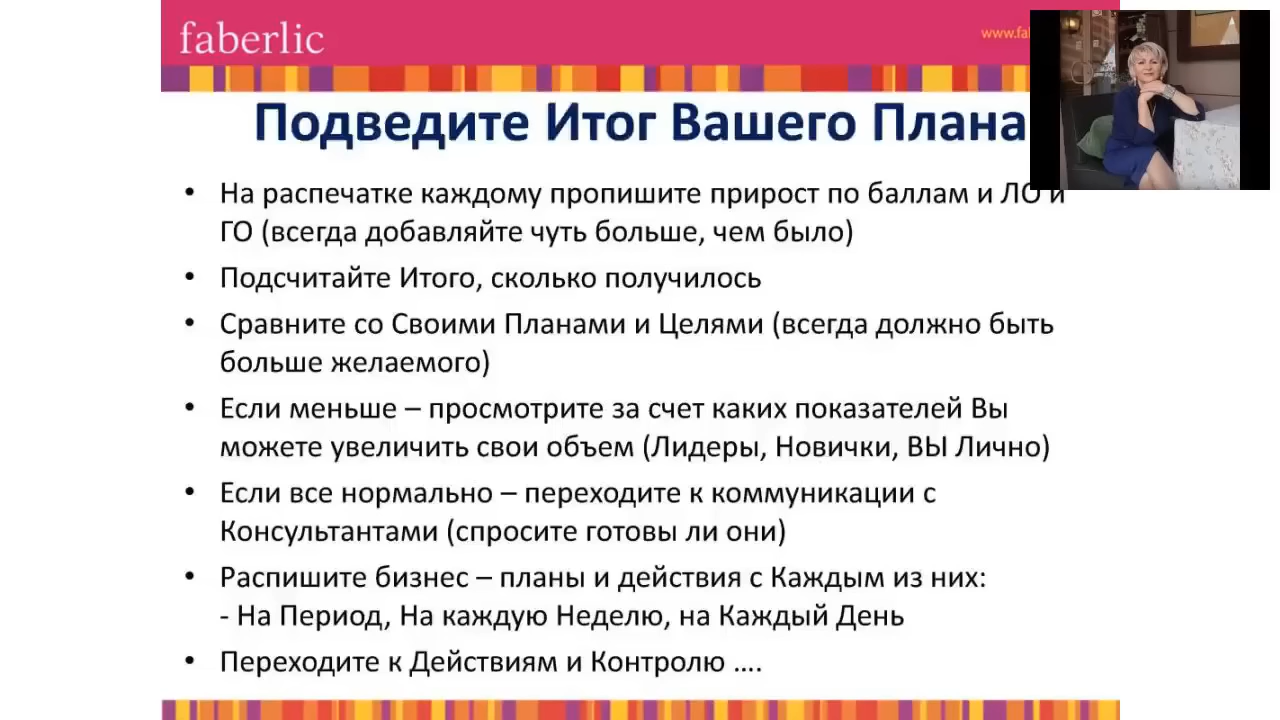 faberlic
Подведите Итог Вашего Плана
• На распечатке каждому пропишите прирост по баллам и ЛО и
ГО (всегда добавляйте чуть больше, чем было)
• Подсчитайте Итого, сколько получилось
• Сравните со Своими Планами и Целями (всегда должно быть
больше желаемого)
• Если меньше – просмотрите за счет каких показателей Вы
можете увеличить свои объем (Лидеры, Новички, ВЫ Лично)
• Если все нормально – переходите к коммуникации с
Консультантами (спросите готовы ли они)
• Распишите бизнес – планы и действия с Каждым из них:
- На Период, На каждую Неделю, на Каждый День
• Переходите к Действиям и Контролю ....